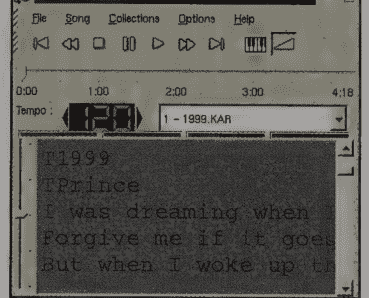 File Song Collections Options Help
0:00 1:00 2:00 3:00 4:18
Tempo : 120 1 - 1999.KAR
T1999
TPrince
I was dreaming when I
Forgive me if it goes
But when I woke up th